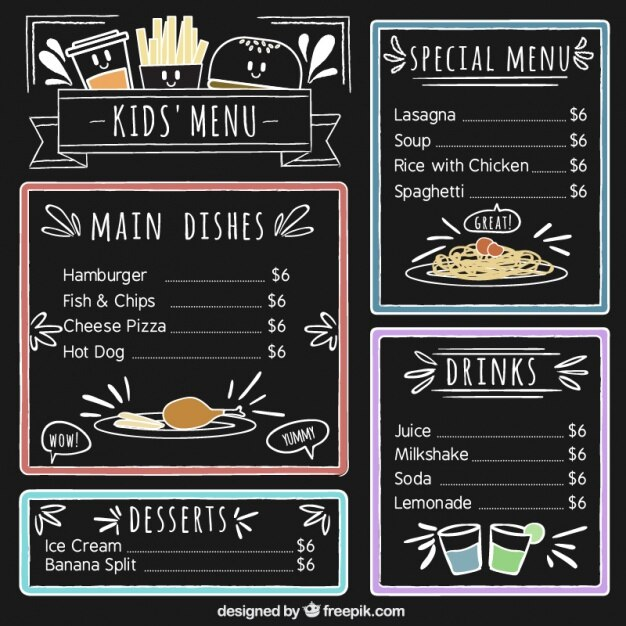 KIDS' MENU
MAIN DISHES
Hamburger $6
Fish & Chips $6
Cheese Pizza $6
Hot Dog $6
WOW!
YUMMY
DESSERTS
Ice Cream $6
Banana Split $6
SPECIAL MENU
Lasagna $6
Soup $6
Rice with Chicken $6
Spaghetti $6
GREAT!
DRINKS
Juice $6
Milkshake $6
Soda $6
Lemonade $6
designed by freepik.com